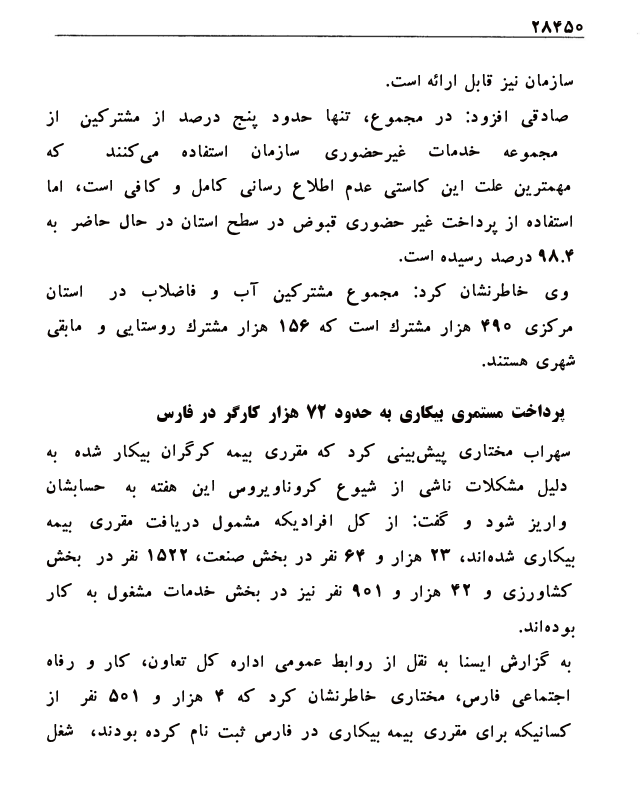 ۲۸۴۵۰
سازمان نیز قابل ارائه است.
صادقی افزود: در مجموع، تنها حدود پنج درصد از مشترکین از
مجموعه خدمات غیرحضوری سازمان استفاده می‌کنند که
مهمترین علت این کاستی عدم اطلاع رسانی کامل و کافی است، اما
استفاده از پرداخت غیر حضوری قبوض در سطح استان در حال حاضر به
۹۸.۴ درصد رسیده است.
وی خاطرنشان کرد: مجموع مشترکین آب و فاضلاب در استان
مرکزی ۴۹۰ هزار مشترك است که ۱۵۶ هزار مشترك روستایی و مابقی
شهری هستند.
پرداخت مستمری بیکاری به حدود ۷۲ هزار کارگر در فارس
سهراب مختاری پیش‌بینی کرد که مقرری بیمه کرگران بیکار شده به
دلیل مشکلات ناشی از شیوع کروناویروس این هفته به حسابشان
واریز شود و گفت: از کل افرادیکه مشمول دریافت مقرری بیمه
بیکاری شده‌اند، ۲۳ هزار و ۶۴ نفر در بخش صنعت، ۱۵۲۲ نفر در بخش
کشاورزی و ۴۲ هزار و ۹۰۱ نفر نیز در بخش خدمات مشغول به کار
بوده‌اند.
به گزارش ایسنا به نقل از روابط عمومی اداره کل تعاون، کار و رفاه
اجتماعی فارس، مختاری خاطرنشان کرد که ۴ هزار و ۵۰۱ نفر از
کسانیکه برای مقرری بیمه بیکاری در فارس ثبت نام کرده بودند، شغل